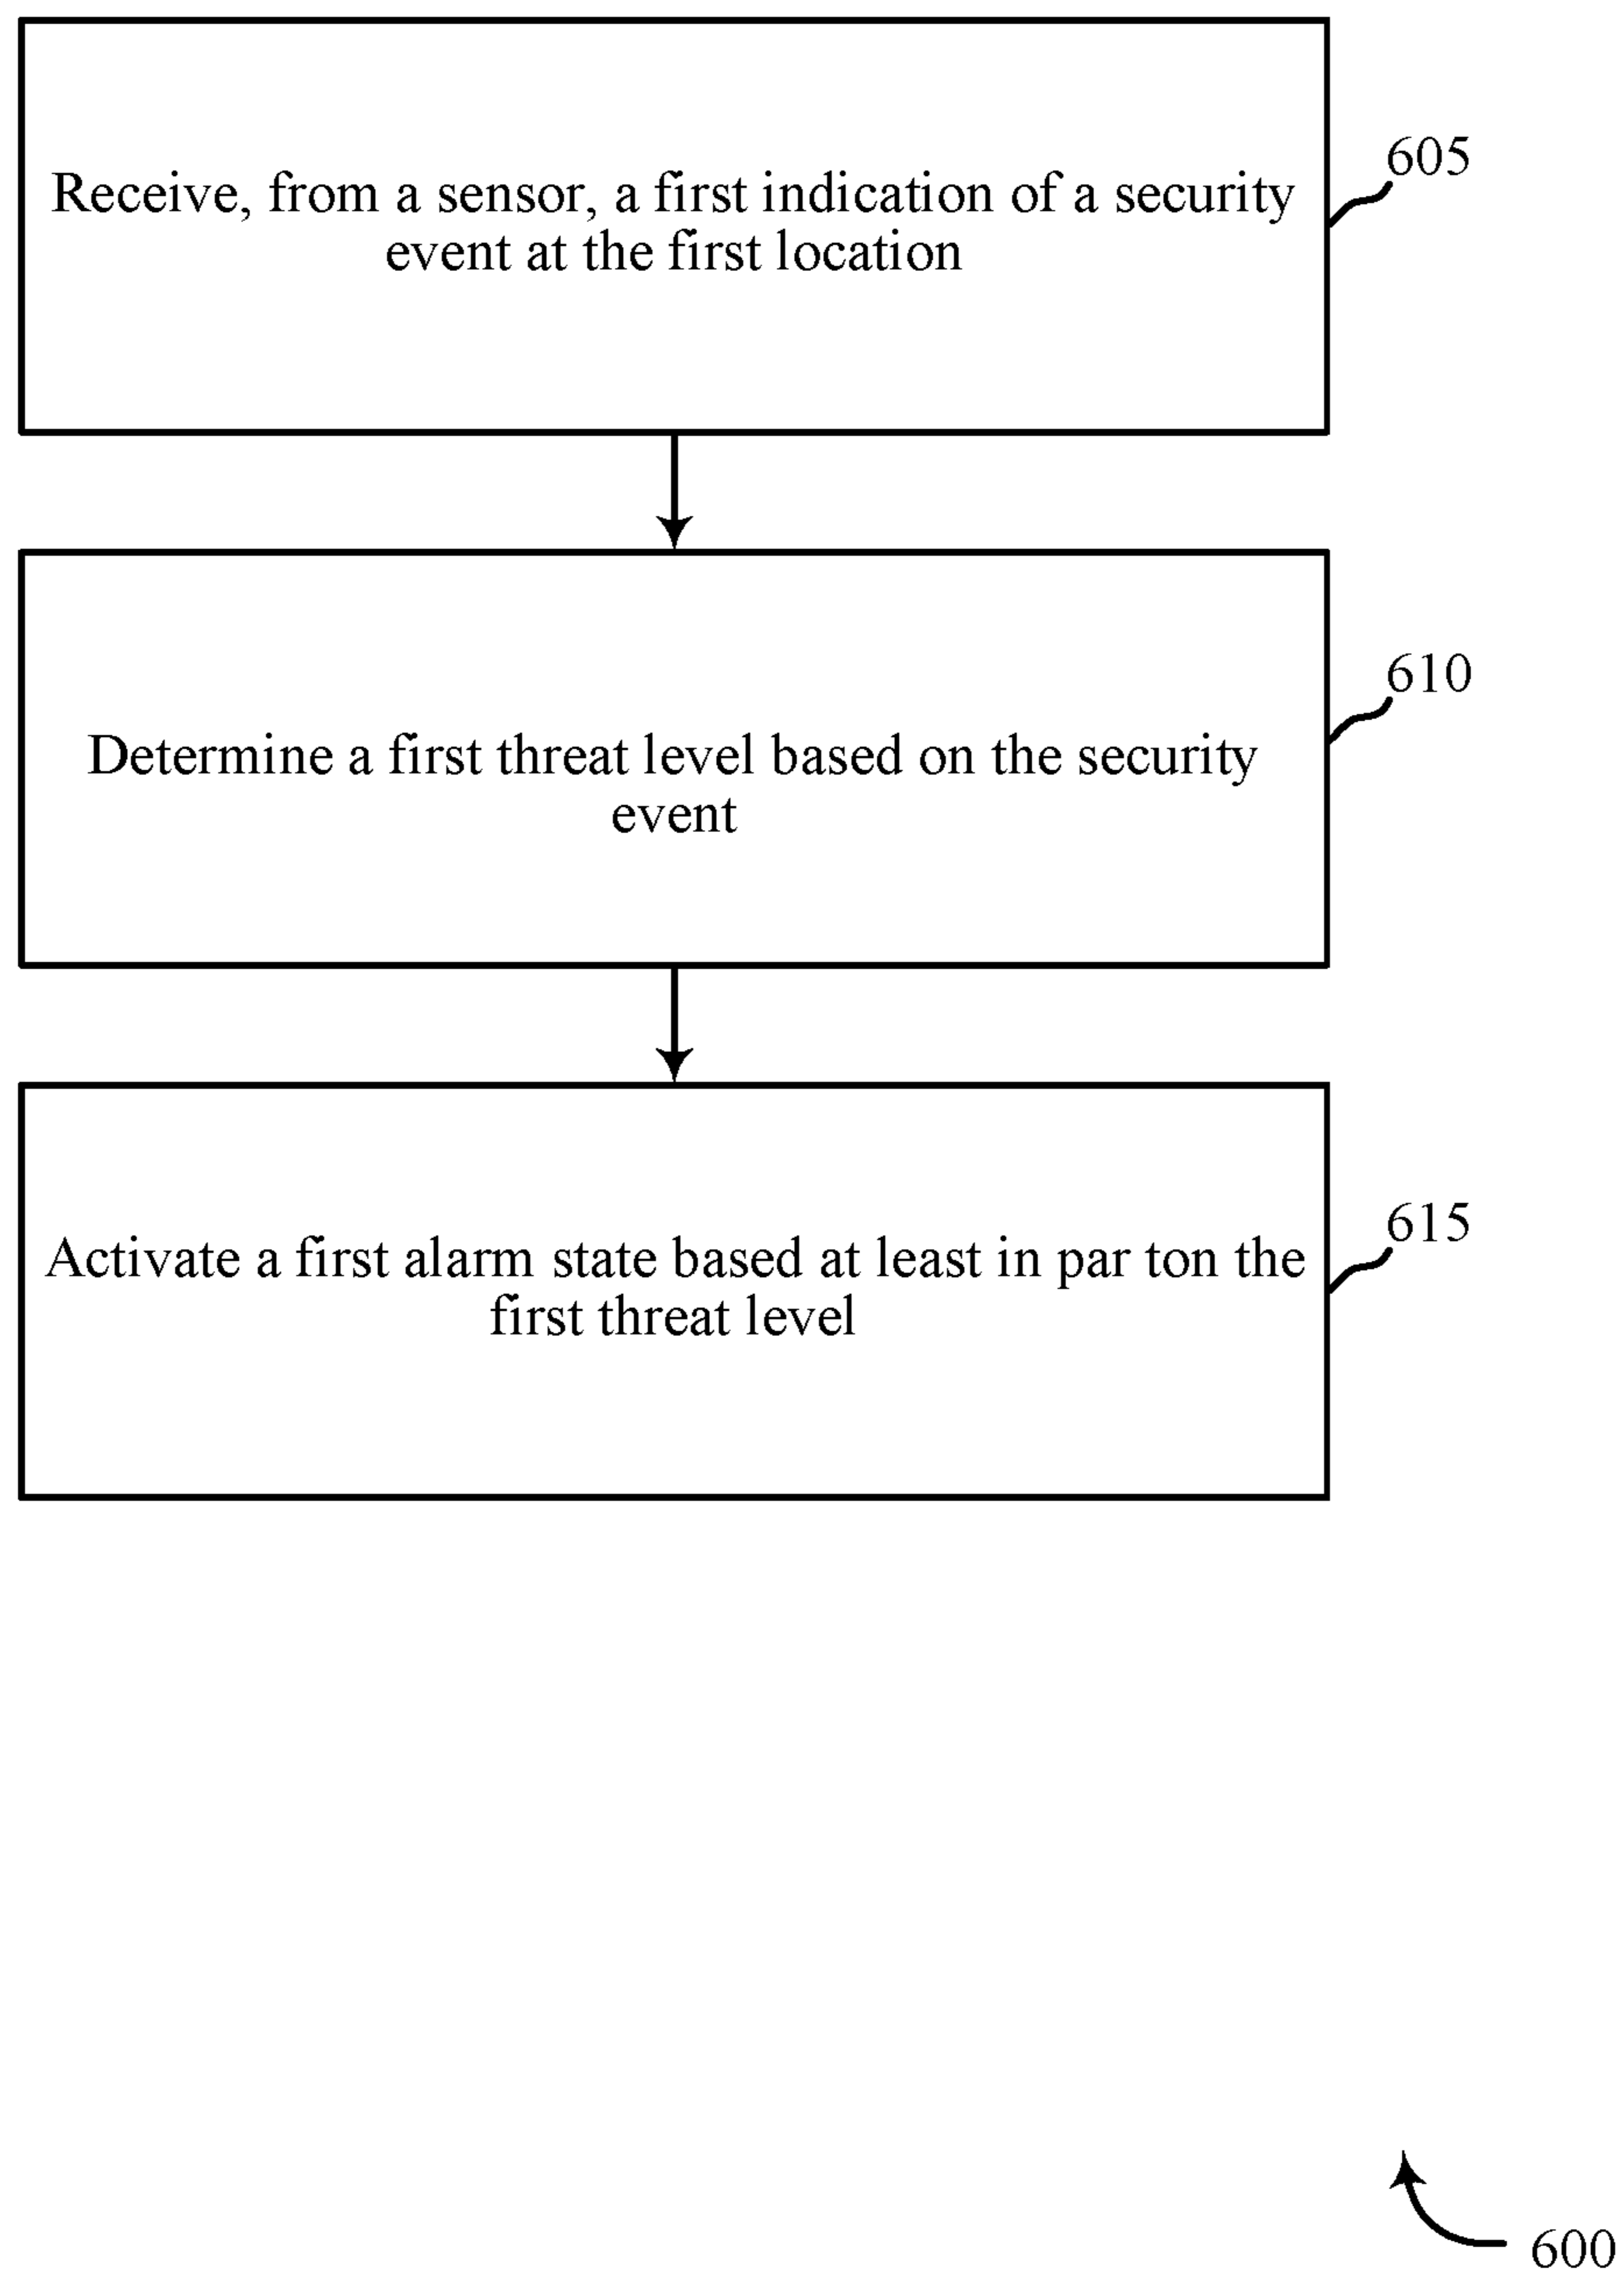 Receive, from a sensor, a first indication of a security
event at the first location
605
Determine a first threat level based on the security
event
610
Activate a first alarm state based at least in par ton the
first threat level
615
600